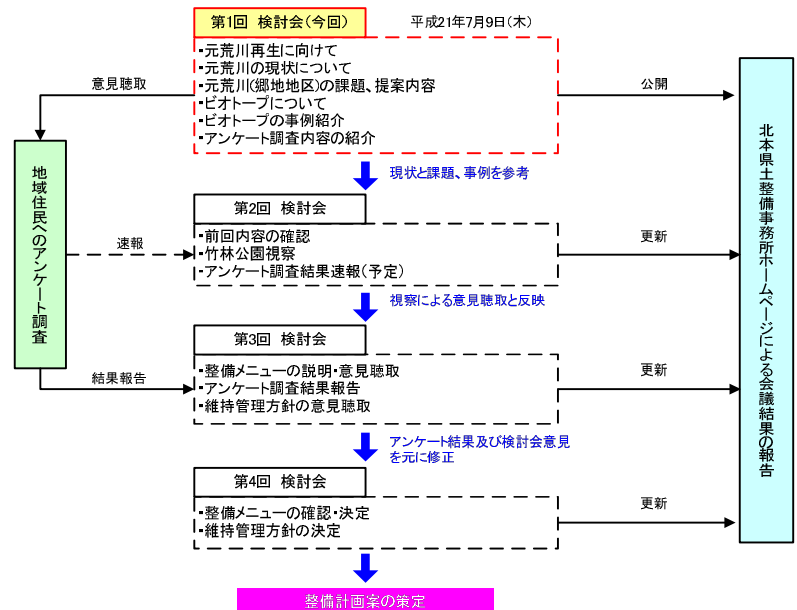 第1回 検討会(今回)
平成21年7月9日(木)
・元荒川再生に向けて
・元荒川の現状について
・元荒川(郷地地区)の課題、提案内容
・ビオトープについて
・ビオトープの事例紹介
・アンケート調査内容の紹介
意見聴取
公開
現状と課題、事例を参考
地域住民へのアンケート調査
北本県土整備事務所ホームページによる会議結果の報告
第2回 検討会
・前回内容の確認
・竹林公園視察
・アンケート調査結果速報(予定)
速報
更新
視察による意見聴取と反映
第3回 検討会
・整備メニューの説明・意見聴取
・アンケート調査結果報告
・維持管理方針の意見聴取
結果報告
更新
アンケート結果及び検討会意見
を元に修正
第4回 検討会
・整備メニューの確認・決定
・維持管理方針の決定
更新
整備計画案の策定